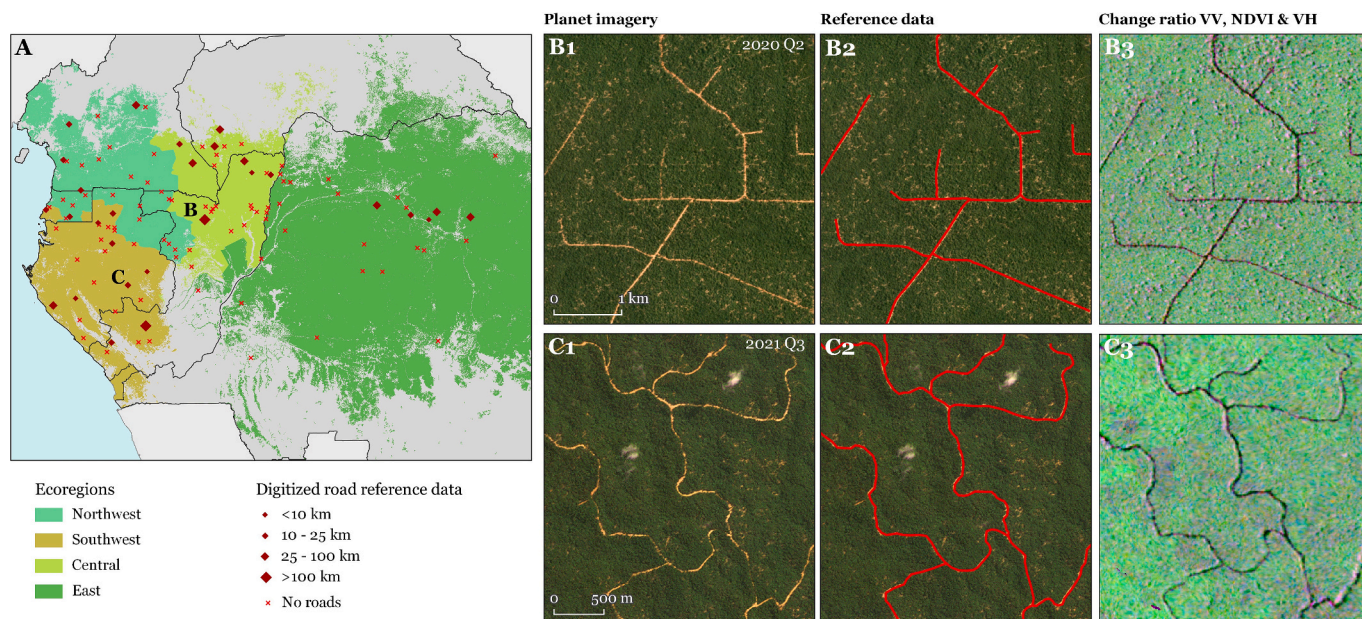 Planet imagery
Reference data
Change ratio VV, NDVI & VH
A
B
C
B1
2020 Q2
B2
B3
0 1 km
C1
2021 Q3
C2
C3
0 500 m
Ecoregions
Northwest
Southwest
Central
East
Digitized road reference data
<10 km
10 - 25 km
25 - 100 km
>100 km
No roads